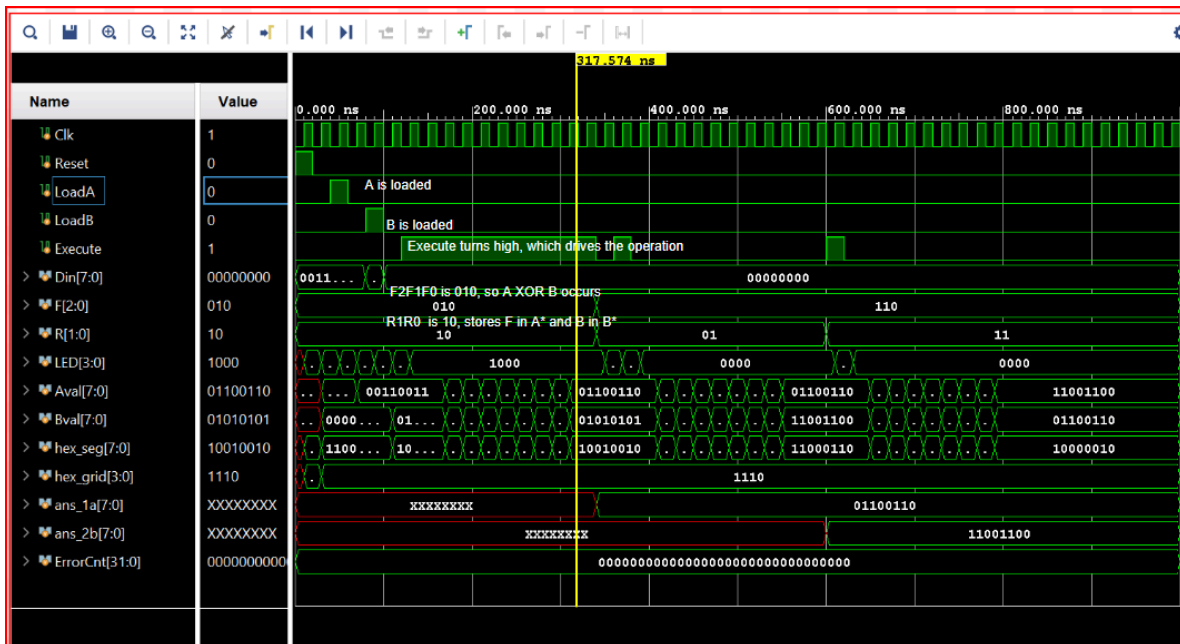 317.574 ns
Name Value 0.000 ns 200.000 ns 400.000 ns 600.000 ns 800.000 ns
Clk 1
Reset 0
LoadA 0 A is loaded
LoadB 0 B is loaded
Execute 1 Execute turns high, which drives the operation
Din[7:0] 00000000 0011... . 00000000
F2F1F0 is 010, so A XOR B occurs
F[2:0] 010 010 110
R1R0 is 10, stores F in A* and B in B*
R[1:0] 10 10 01 11
LED[3:0] 1000 . . . . . . 1000 . . 0000 . 0000
Aval[7:0] 01100110 .. ... 00110011 . . . . . . . 01100110 . . . . . . . 01100110 . . . . . . . 11001100
Bval[7:0] 01010101 .. 0000... 01... . . . . . . . 01010101 . . . . . . . 11001100 . . . . . . . 01100110
hex_seg[7:0] 10010010 . 1100... 10... . . . . . . . 10010010 . . . . . . . 11000110 . . . . . . . 10000010
hex_grid[3:0] 1110 . 1110
ans_1a[7:0] XXXXXXXX XXXXXXXX 01100110
ans_2b[7:0] XXXXXXXX XXXXXXXX 11001100
ErrorCnt[31:0] 0000000000 00000000000000000000000000000000